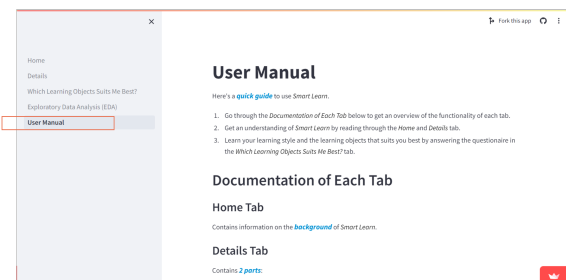 Fork this app
Home
Details
Which Learning Objects Suits Me Best?
Exploratory Data Analysis (EDA)
User Manual
User Manual
Here's a quick guide to use Smart Learn.
1. Go through the Documentation of Each Tab below to get an overview of the functionality of each tab.
2. Get an understanding of Smart Learn by reading through the Home and Details tab.
3. Learn your learning style and the learning objects that suits you best by answering the questionaire in
the Which Learning Objects Suits Me Best? tab.
Documentation of Each Tab
Home Tab
Contains information on the background of Smart Learn.
Details Tab
Contains 2 parts: